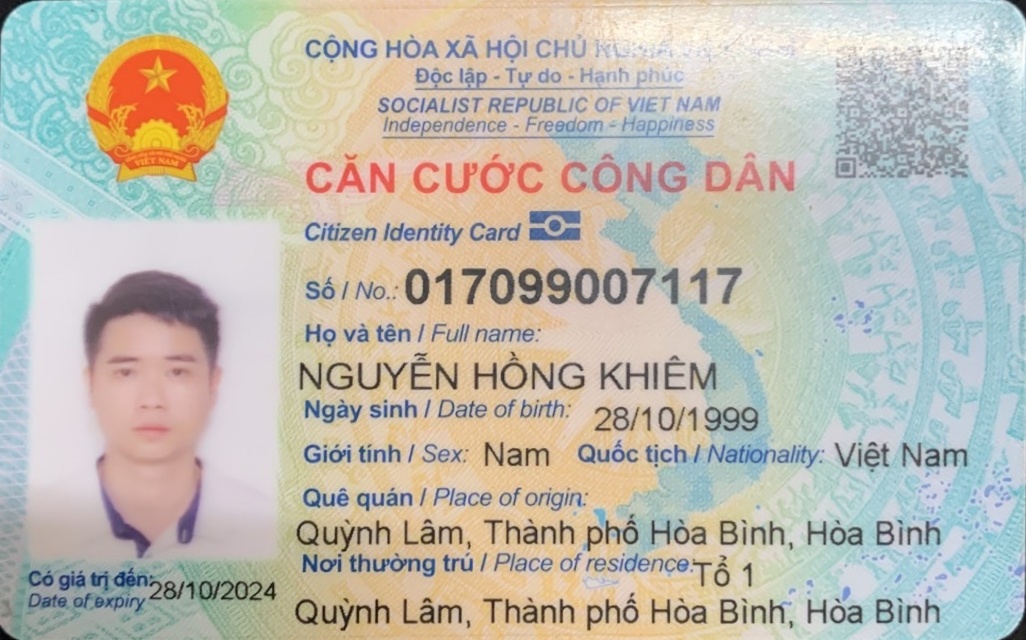 CỘNG HÒA XÃ HỘI CHỦ
Độc lập - Tự do - Hạnh phúc
SOCIALIST REPUBLIC OF VIET NAM
Independence - Freedom - Happiness
CĂN CƯỚC CÔNG DÂN
Citizen Identity Card
Số / No.: 017099007117
Họ và tên / Full name:
NGUYỄN HỒNG KHIÊM
Ngày sinh / Date of birth: 28/10/1999
Giới tính / Sex: Nam Quốc tịch / Nationality: Việt Nam
Quê quán / Place of origin:
Quỳnh Lâm, Thành phố Hòa Bình, Hòa Bình
Nơi thường trú / Place of residence: Tổ 1
Quỳnh Lâm, Thành phố Hòa Bình, Hòa Bình
Có giá trị đến: 28/10/2024
Date of expiry
VIỆT NAM